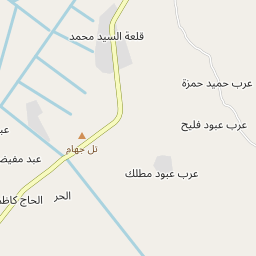 قلعة السيد محمد
عرب حميد حمزة
عرب عبود فليح
تل جهام
عبد مفيض
عرب عبود مطلك
الحر
الحاج كاظم